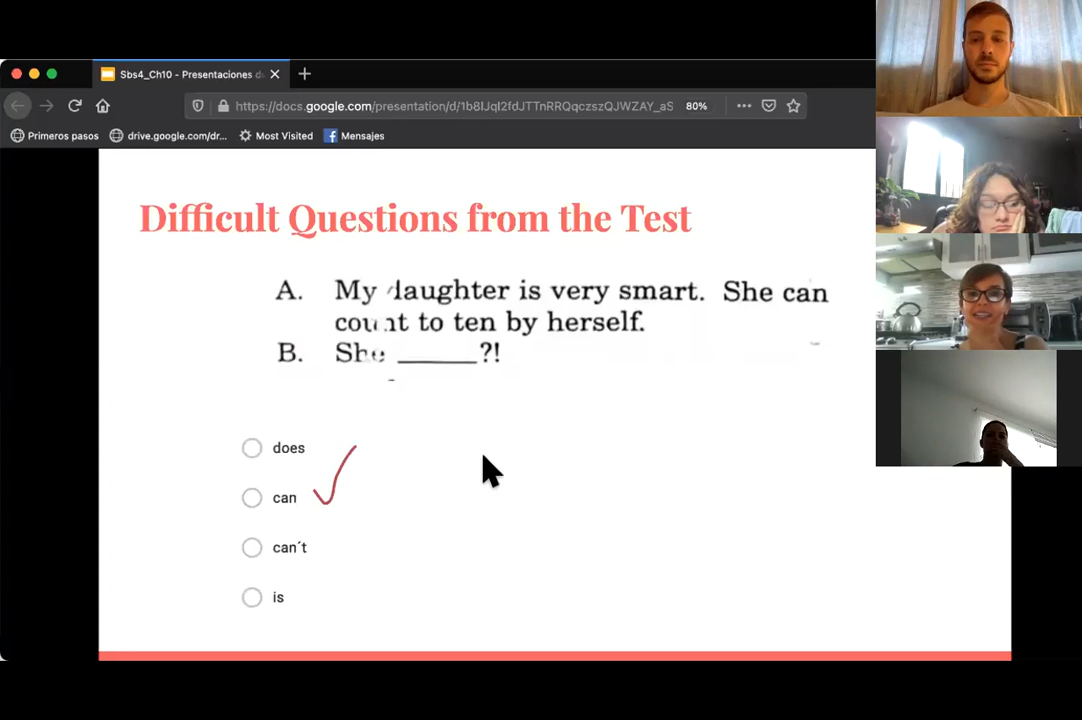 Sbs4_Ch10 - Presentaciones d
https://docs.google.com/presentation/d/1b8IJqI2fdJTTnRRQqczszQJWZAY_aS
80%
Primeros pasos
drive.google.com/dr...
Most Visited
Mensajes
Difficult Questions from the Test
A. My daughter is very smart. She can
count to ten by herself.
B. She ______?!
does
can
can´t
is